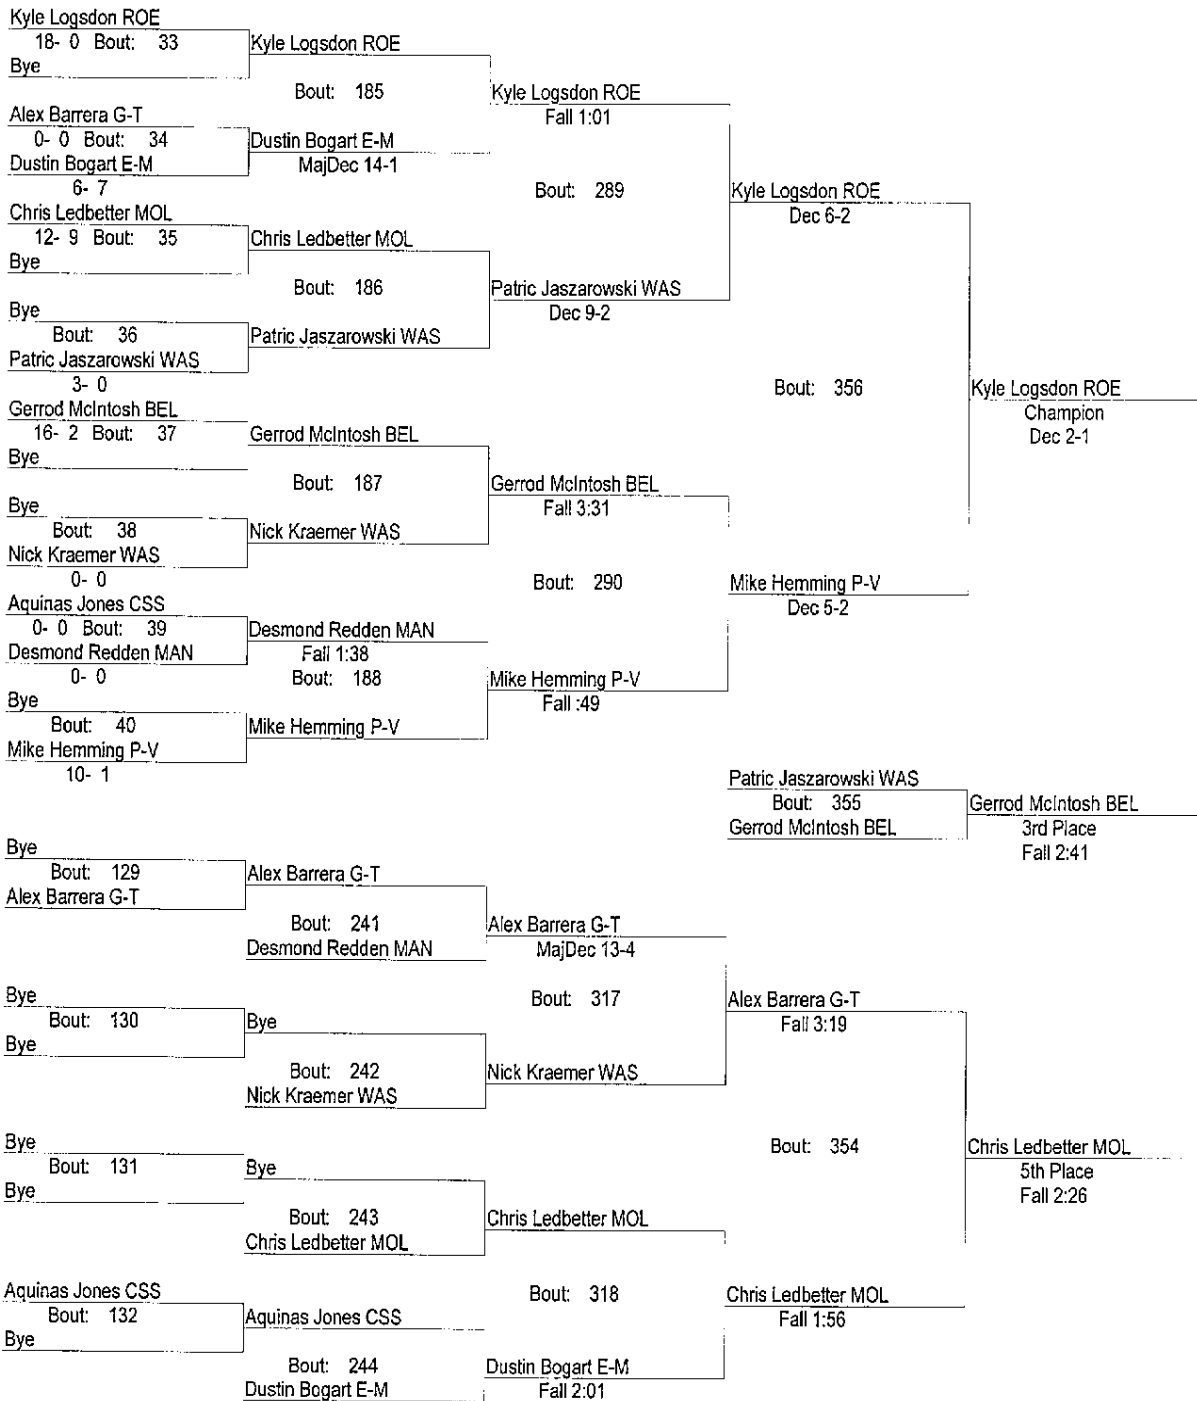 Kyle Logsdon ROE
18- 0 Bout: 33
Bye
Kyle Logsdon ROE
Bout: 185
Alex Barrera G-T
0- 0 Bout: 34
Dustin Bogart E-M
6- 7
Dustin Bogart E-M
MajDec 14-1
Kyle Logsdon ROE
Fall 1:01
Bout: 289
Chris Ledbetter MOL
12- 9 Bout: 35
Bye
Chris Ledbetter MOL
Bout: 186
Bye
Bout: 36
Patric Jaszarowski WAS
3- 0
Patric Jaszarowski WAS
Patric Jaszarowski WAS
Dec 9-2
Kyle Logsdon ROE
Dec 6-2
Bout: 356
Kyle Logsdon ROE
Champion
Dec 2-1
Gerrod McIntosh BEL
16- 2 Bout: 37
Bye
Gerrod McIntosh BEL
Bout: 187
Bye
Bout: 38
Nick Kraemer WAS
0- 0
Nick Kraemer WAS
Gerrod McIntosh BEL
Fall 3:31
Bout: 290
Aquinas Jones CSS
0- 0 Bout: 39
Desmond Redden MAN
0- 0
Desmond Redden MAN
Fall 1:38
Bout: 188
Bye
Bout: 40
Mike Hemming P-V
10- 1
Mike Hemming P-V
Mike Hemming P-V
Fall :49
Mike Hemming P-V
Dec 5-2
Patric Jaszarowski WAS
Bout: 355
Gerrod McIntosh BEL
Gerrod McIntosh BEL
3rd Place
Fall 2:41
Bye
Bout: 129
Alex Barrera G-T
Alex Barrera G-T
Bout: 241
Desmond Redden MAN
Alex Barrera G-T
MajDec 13-4
Bout: 317
Bye
Bout: 130
Bye
Bye
Bout: 242
Nick Kraemer WAS
Nick Kraemer WAS
Alex Barrera G-T
Fall 3:19
Bout: 354
Chris Ledbetter MOL
5th Place
Fall 2:26
Bye
Bout: 131
Bye
Bye
Bout: 243
Chris Ledbetter MOL
Chris Ledbetter MOL
Bout: 318
Aquinas Jones CSS
Bout: 132
Bye
Aquinas Jones CSS
Bout: 244
Dustin Bogart E-M
Dustin Bogart E-M
Fall 2:01
Chris Ledbetter MOL
Fall 1:56